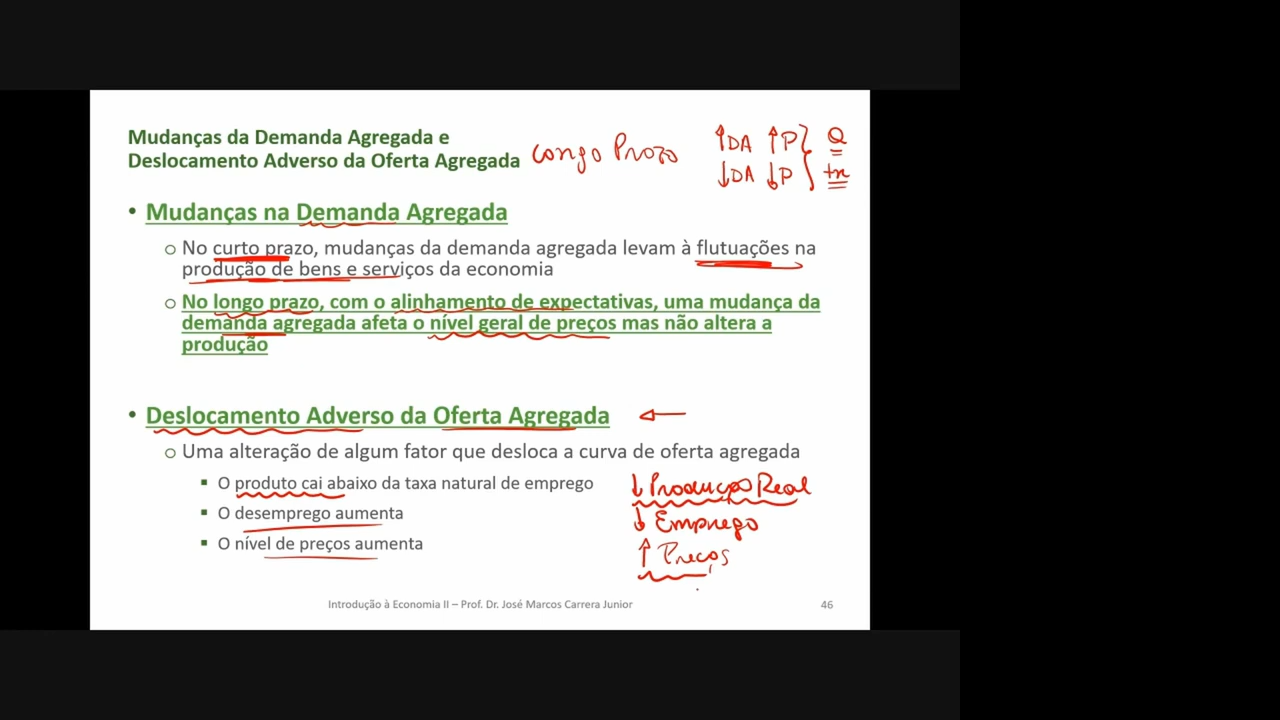 Mudanças da Demanda Agregada e
Deslocamento Adverso da Oferta Agregada
Longo Prazo
↑DA ↑P } Q
↓DA ↓P }
• Mudanças na Demanda Agregada
o No curto prazo, mudanças da demanda agregada levam à flutuações na
produção de bens e serviços da economia
o No longo prazo, com o alinhamento de expectativas, uma mudança da
demanda agregada afeta o nível geral de preços mas não altera a
produção
• Deslocamento Adverso da Oferta Agregada ←
o Uma alteração de algum fator que desloca a curva de oferta agregada
▪ O produto cai abaixo da taxa natural de emprego
↓ Produção Real
▪ O desemprego aumenta
↓ Emprego
▪ O nível de preços aumenta
↑ Preços
Introdução à Economia II – Prof. Dr. José Marcos Carrera Junior
46